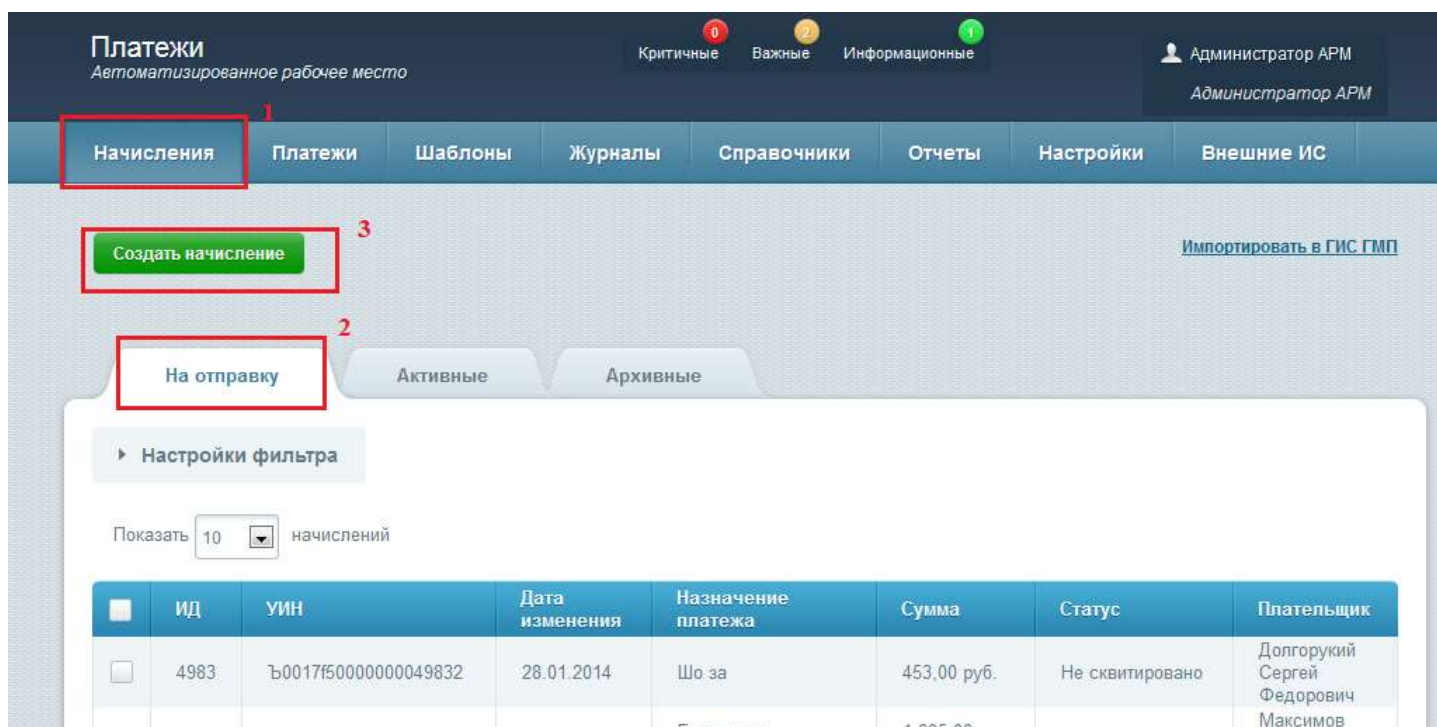 Платежи
Автоматизированное рабочее место
0 2 1
Критичные Важные Информационные
Администратор АРМ
Администратор АРМ
1
Начисления Платежи Шаблоны Журналы Справочники Отчеты Настройки Внешние ИС
3
Создать начисление
Импортировать в ГИС ГМП
2
На отправку Активные Архивные
Настройки фильтра
Показать 10 начислений
ИД УИН Дата изменения Назначение платежа Сумма Статус Плательщик
4983 Ъ0017f50000000049832 28.01.2014 Шо за 453,00 руб. Не сквитировано Долгорукий
Сергей
Федорович
Максимов